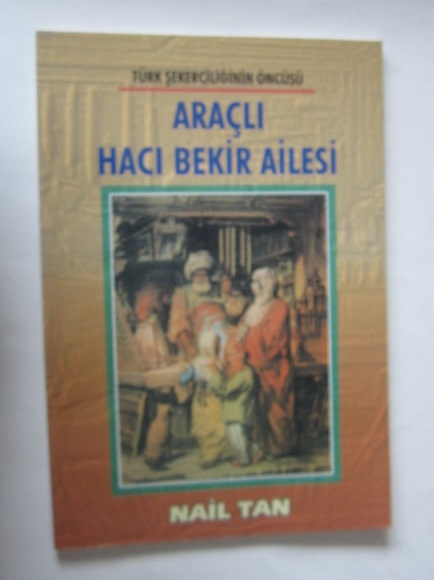 TÜRK ŞEKERCİLİĞİNİN ÖNCÜSÜ
ARAÇLI
HACI BEKİR AİLESİ
NAİL TAN